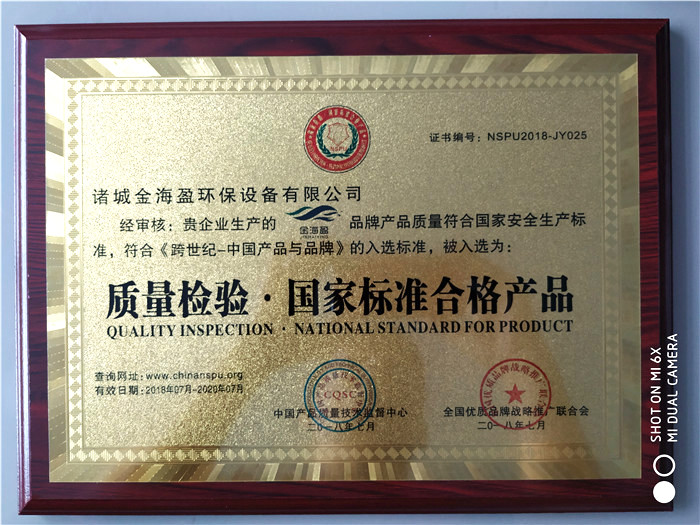 NSPU
证书编号：NSPU2018-JY025
诸城金海盈环保设备有限公司
经审核：贵企业生产的 金海盈 品牌产品质量符合国家安全生产标
准，符合《跨世纪-中国产品与品牌》的入选标准，被入选为：
质量检验·国家标准合格产品
QUALITY INSPECTION · NATIONAL STANDARD FOR PRODUCT
查询网址：www.chinanspu.org
有效日期：2018年07月-2020年07月
CQSC
中国产品质量技术监督中心
二○一八年七月
全国优质品牌战略推广联合会
二○一八年七月
SHOT ON MI 6X
MI DUAL CAMERA